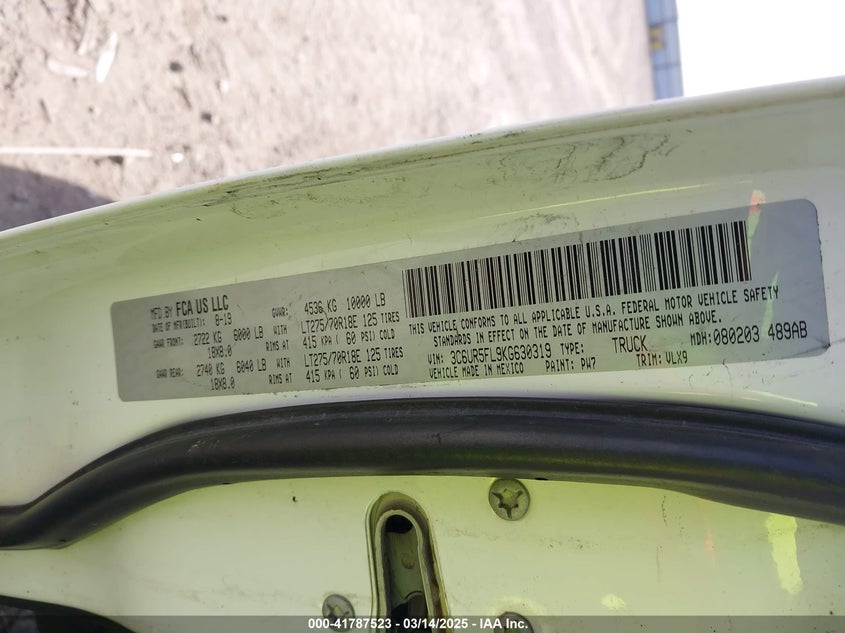 MFD BY FCA US LLC
DATE OF MFR(BUILT): 8-19 GVWR: 4536 KG 10000 LB
GAWR FRONT: 2722 KG 6000 LB WITH LT275/70R18E 125 TIRES
18X8.0 RIMS AT 415 KPA ( 60 PSI) COLD
GAWR REAR: 2740 KG 6040 LB WITH LT275/70R18E 125 TIRES
18X8.0 RIMS AT 415 KPA ( 60 PSI) COLD
THIS VEHICLE CONFORMS TO ALL APPLICABLE U.S.A. FEDERAL MOTOR VEHICLE SAFETY
STANDARDS IN EFFECT ON THE DATE OF MANUFACTURE SHOWN ABOVE.
VIN: 3C6UR5FL9KG630319 TYPE: TRUCK MDH: 080203 489AB
VEHICLE MADE IN MEXICO PAINT: PW7 TRIM: VLX9
000-41787523 - 03/14/2025 - IAA Inc.